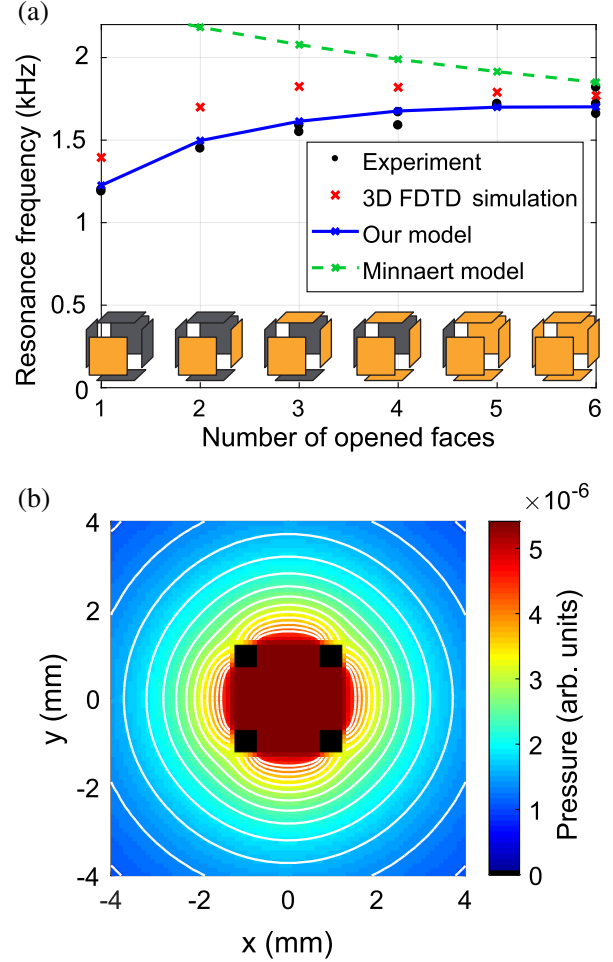 (a)
2
1.5
1
0.5
0
Resonance frequency (kHz)
Experiment
3D FDTD simulation
Our model
Minnaert model
1 2 3 4 5 6
Number of opened faces
(b)
×10⁻⁶
4
2
0
-2
-4
y (mm)
-4 -2 0 2 4
x (mm)
5
4
3
2
1
0
Pressure (arb. units)